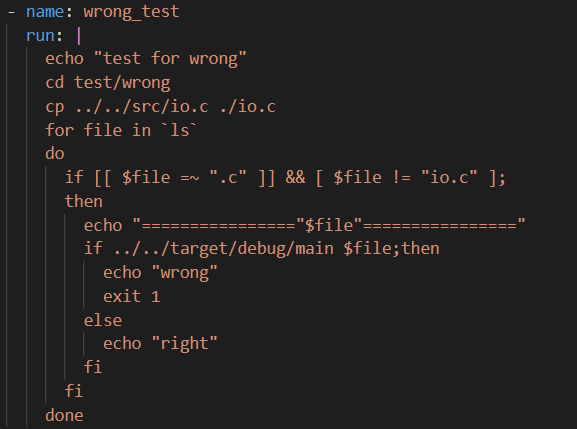 - name: wrong_test
run: |
echo "test for wrong"
cd test/wrong
cp ../../src/io.c ./io.c
for file in `ls`
do
if [[ $file =~ ".c" ]] && [ $file != "io.c" ];
then
echo "================"$file"================"
if ../../target/debug/main $file;then
echo "wrong"
exit 1
else
echo "right"
fi
fi
done